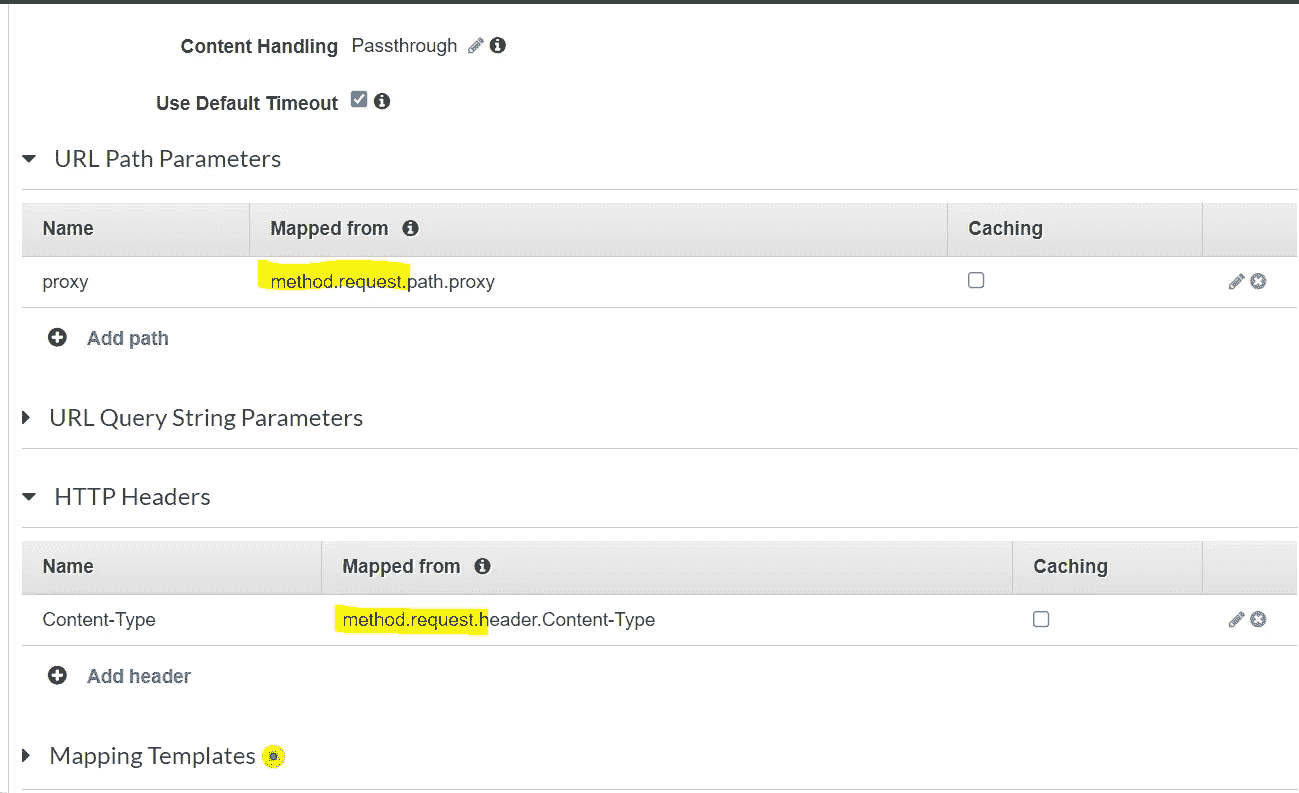 Content Handling Passthrough
Use Default Timeout
URL Path Parameters
Name Mapped from Caching
proxy method.request.path.proxy
Add path
URL Query String Parameters
HTTP Headers
Name Mapped from Caching
Content-Type method.request.header.Content-Type
Add header
Mapping Templates